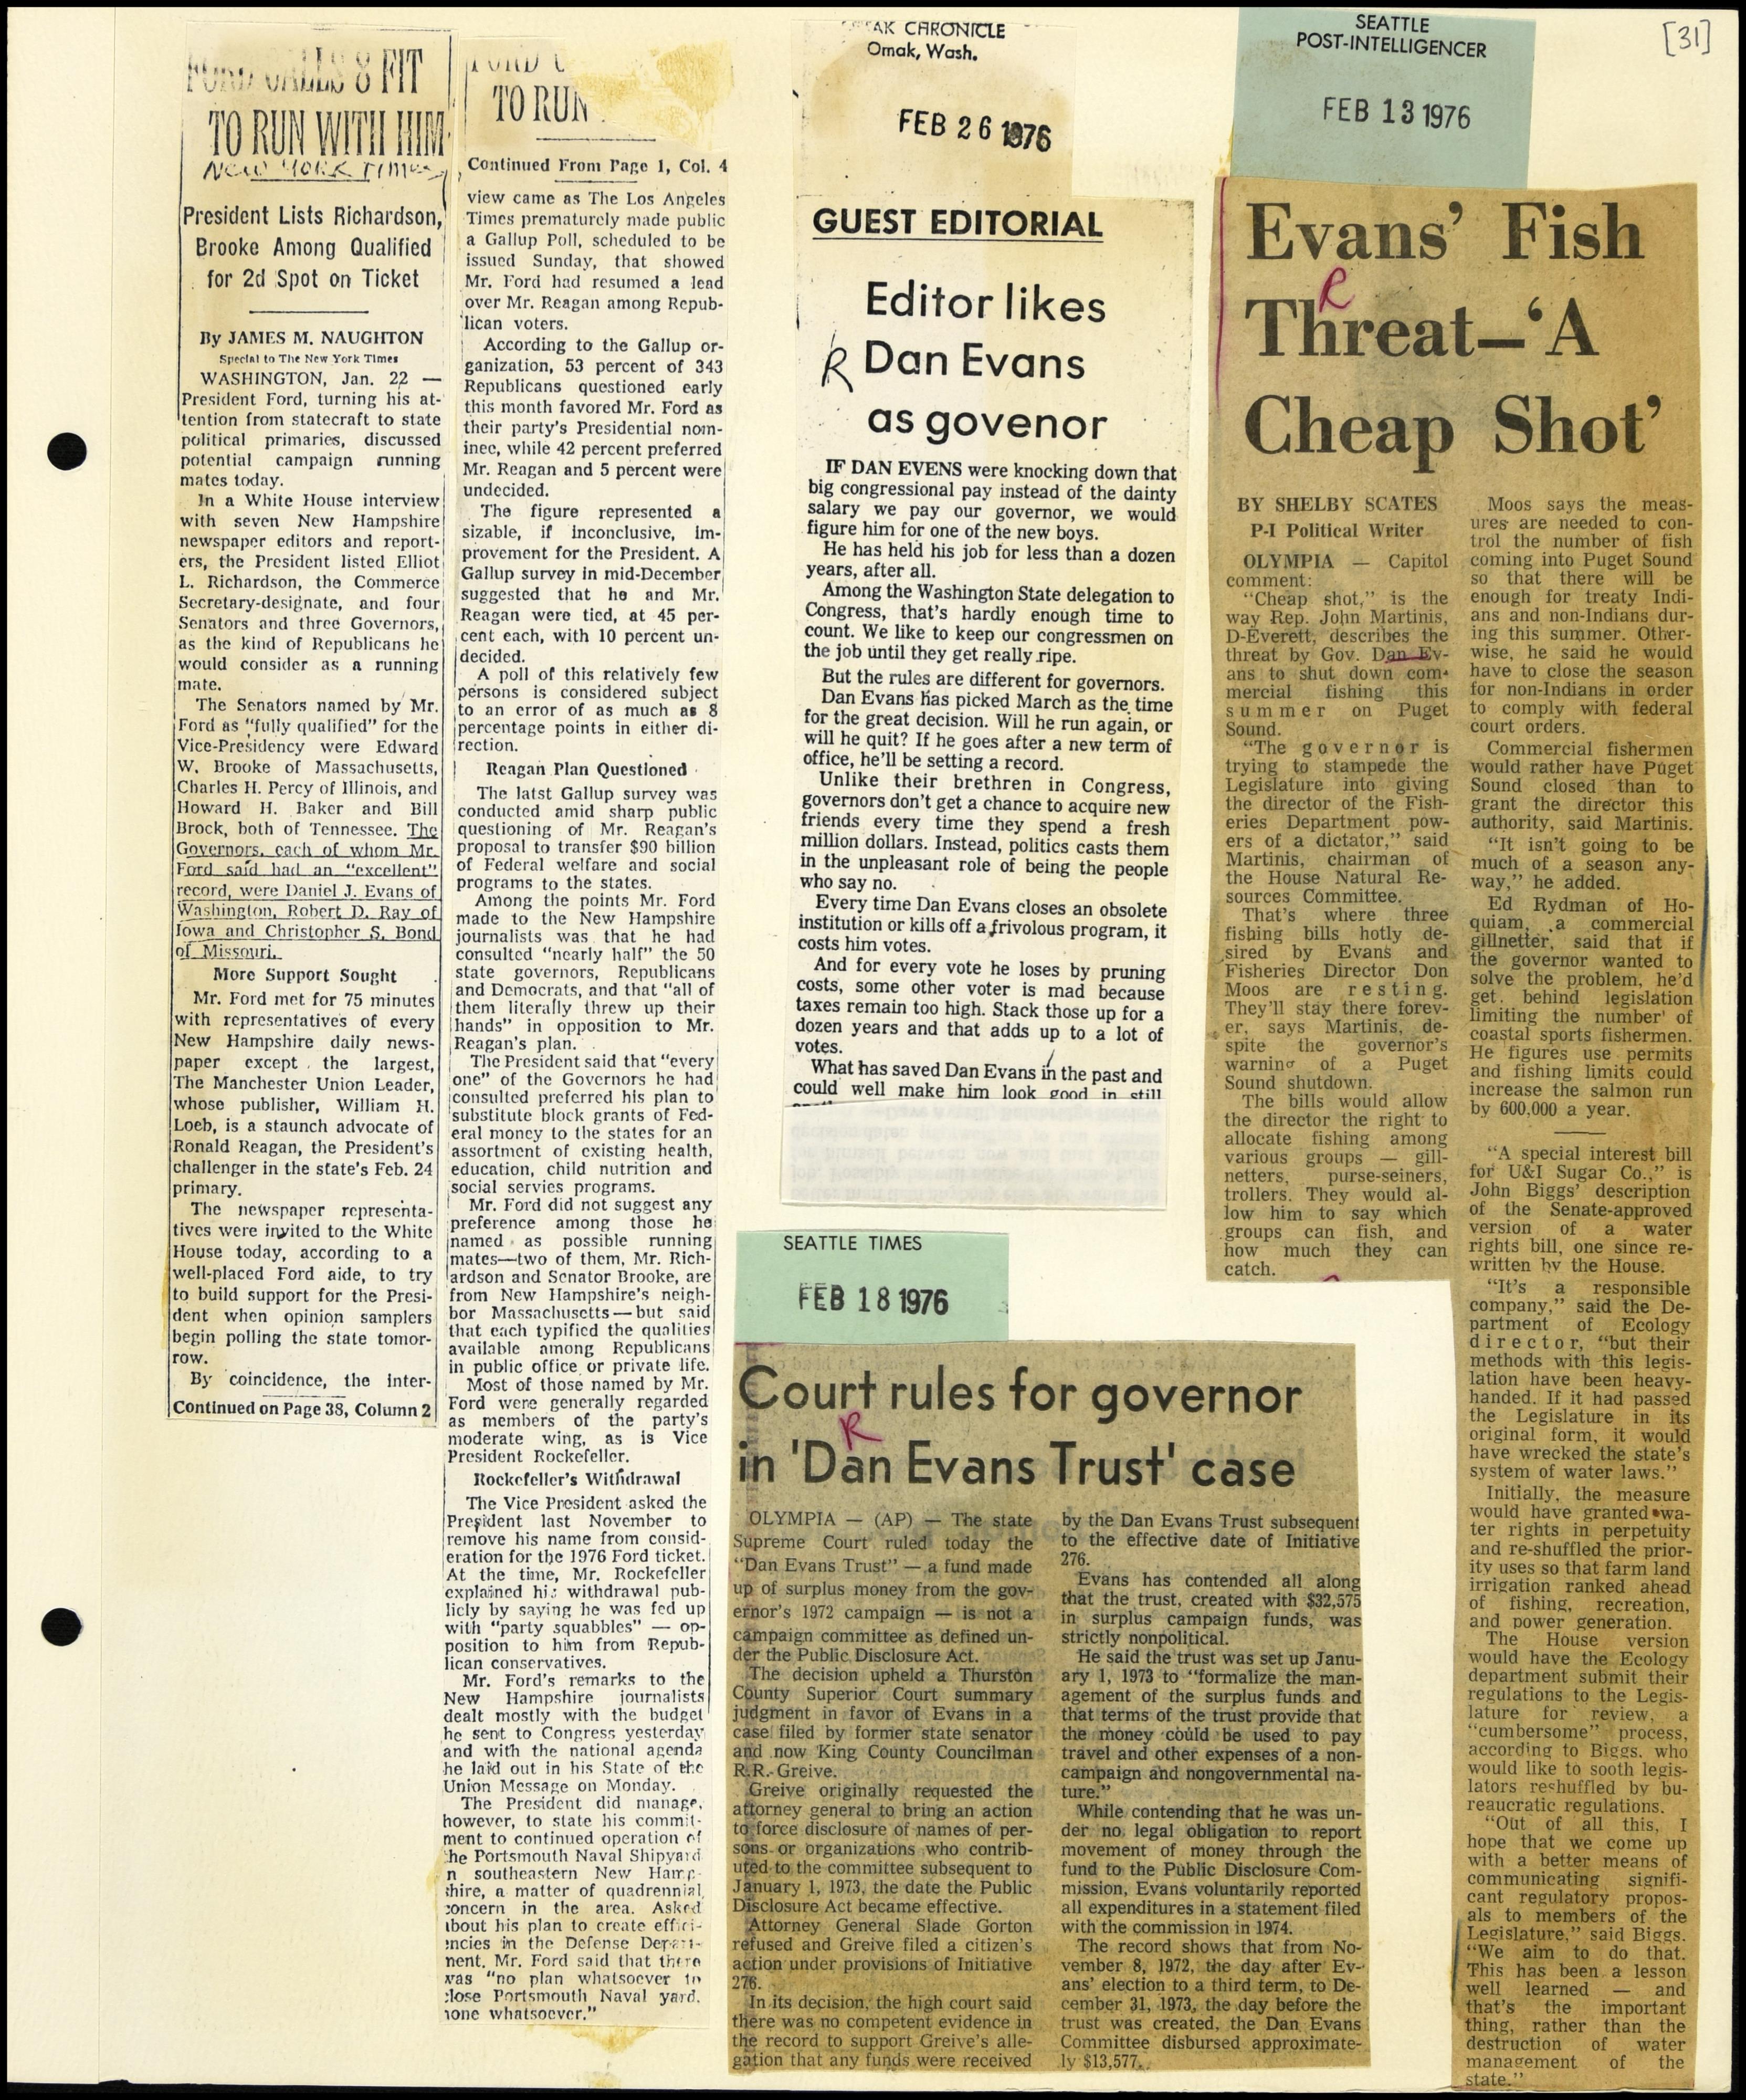 [31]
FORD CALLS 8 FIT
TO RUN WITH HIM
NEW YORK TIMES
President Lists Richardson,
Brooke Among Qualified
for 2d Spot on Ticket
By JAMES M. NAUGHTON
Special to The New York Times
WASHINGTON, Jan. 22 —
President Ford, turning his at-
tention from statecraft to state
political primaries, discussed
potential campaign running
mates today.
In a White House interview
with seven New Hampshire
newspaper editors and report-
ers, the President listed Elliot
L. Richardson, the Commerce
Secretary-designate, and four
Senators and three Governors,
as the kind of Republicans he
would consider as a running
mate.
The Senators named by Mr.
Ford as "fully qualified" for the
Vice-Presidency were Edward
W. Brooke of Massachusetts,
Charles H. Percy of Illinois, and
Howard H. Baker and Bill
Brock, both of Tennessee. The
Governors, each of whom Mr.
Ford said had an "excellent"
record, were Daniel J. Evans of
Washington, Robert D. Ray of
Iowa and Christopher S. Bond
of Missouri.
More Support Sought
Mr. Ford met for 75 minutes
with representatives of every
New Hampshire daily news-
paper except the largest,
The Manchester Union Leader,
whose publisher, William H.
Loeb, is a staunch advocate of
Ronald Reagan, the President's
challenger in the state's Feb. 24
primary.
The newspaper representa-
tives were invited to the White
House today, according to a
well-placed Ford aide, to try
to build support for the Presi-
dent when opinion samplers
begin polling the state tomor-
row.
By coincidence, the inter-
Continued on Page 38, Column 2
TO RUN
Continued From Page 1, Col. 4
view came as The Los Angeles
Times prematurely made public
a Gallup Poll, scheduled to be
issued Sunday, that showed
Mr. Ford had resumed a lead
over Mr. Reagan among Repub-
lican voters.
According to the Gallup or-
ganization, 53 percent of 343
Republicans questioned early
this month favored Mr. Ford as
their party's Presidential nom-
inee, while 42 percent preferred
Mr. Reagan and 5 percent were
undecided.
The figure represented a
sizable, if inconclusive, im-
provement for the President. A
Gallup survey in mid-December
suggested that he and Mr.
Reagan were tied, at 45 per-
cent each, with 10 percent un-
decided.
A poll of this relatively few
persons is considered subject
to an error of as much as 8
percentage points in either di-
rection.
Reagan Plan Questioned
The latst Gallup survey was
conducted amid sharp public
questioning of Mr. Reagan's
proposal to transfer $90 billion
of Federal welfare and social
programs to the states.
Among the points Mr. Ford
made to the New Hampshire
journalists was that he had
consulted "nearly half" the 50
state governors, Republicans
and Democrats, and that "all of
them literally threw up their
hands" in opposition to Mr.
Reagan's plan.
The President said that "every
one" of the Governors he had
consulted preferred his plan to
substitute block grants of Fed-
eral money to the states for an
assortment of existing health,
education, child nutrition and
social servies programs.
Mr. Ford did not suggest any
preference among those he
named as possible running
mates—two of them, Mr. Rich-
ardson and Senator Brooke, are
from New Hampshire's neigh-
bor Massachusetts—but said
that each typified the qualities
available among Republicans
in public office or private life.
Most of those named by Mr.
Ford were generally regarded
as members of the party's
moderate wing, as is Vice
President Rockefeller.
Rockefeller's Withdrawal
The Vice President asked the
President last November to
remove his name from consid-
eration for the 1976 Ford ticket.
At the time, Mr. Rockefeller
explained his withdrawal pub-
licly by saying he was fed up
with "party squabbles" — op-
position to him from Repub-
lican conservatives.
Mr. Ford's remarks to the
New Hampshire journalists
dealt mostly with the budget
he sent to Congress yesterday
and with the national agenda
he laid out in his State of the
Union Message on Monday.
The President did manage,
however, to state his commit-
ment to continued operation of
the Portsmouth Naval Shipyard
n southeastern New Hamp-
shire, a matter of quadrennial
concern in the area. Asked
about his plan to create effici-
encies in the Defense Depart-
ment, Mr. Ford said that there
was "no plan whatsoever to
close Portsmouth Naval yard,
none whatsoever."
AK CHRONICLE
Omak, Wash.
FEB 26 1976
GUEST EDITORIAL
Editor likes
R Dan Evans
as govenor
IF DAN EVENS were knocking down that
big congressional pay instead of the dainty
salary we pay our governor, we would
figure him for one of the new boys.
He has held his job for less than a dozen
years, after all.
Among the Washington State delegation to
Congress, that's hardly enough time to
count. We like to keep our congressmen on
the job until they get really ripe.
But the rules are different for governors.
Dan Evans has picked March as the time
for the great decision. Will he run again, or
will he quit? If he goes after a new term of
office, he'll be setting a record.
Unlike their brethren in Congress,
governors don't get a chance to acquire new
friends every time they spend a fresh
million dollars. Instead, politics casts them
in the unpleasant role of being the people
who say no.
Every time Dan Evans closes an obsolete
institution or kills off a frivolous program, it
costs him votes.
And for every vote he loses by pruning
costs, some other voter is mad because
taxes remain too high. Stack those up for a
dozen years and that adds up to a lot of
votes.
What has saved Dan Evans in the past and
could well make him look good in still
SEATTLE TIMES
FEB 18 1976
Court rules for governor
R
in 'Dan Evans Trust' case
OLYMPIA — (AP) — The state
Supreme Court ruled today the
"Dan Evans Trust" — a fund made
up of surplus money from the gov-
ernor's 1972 campaign — is not a
campaign committee as defined un-
der the Public Disclosure Act.
The decision upheld a Thurston
County Superior Court summary
judgment in favor of Evans in a
case filed by former state senator
and now King County Councilman
R.R. Greive.
Greive originally requested the
attorney general to bring an action
to force disclosure of names of per-
sons or organizations who contrib-
uted to the committee subsequent to
January 1, 1973, the date the Public
Disclosure Act became effective.
Attorney General Slade Gorton
refused and Greive filed a citizen's
action under provisions of Initiative
276.
In its decision, the high court said
there was no competent evidence in
the record to support Greive's alle-
gation that any funds were received
by the Dan Evans Trust subsequent
to the effective date of Initiative
276.
Evans has contended all along
that the trust, created with $32,575
in surplus campaign funds, was
strictly nonpolitical.
He said the trust was set up Janu-
ary 1, 1973 to "formalize the man-
agement of the surplus funds and
that terms of the trust provide that
the money could be used to pay
travel and other expenses of a non-
campaign and nongovernmental na-
ture."
While contending that he was un-
der no legal obligation to report
movement of money through the
fund to the Public Disclosure Com-
mission, Evans voluntarily reported
all expenditures in a statement filed
with the commission in 1974.
The record shows that from No-
vember 8, 1972, the day after Ev-
ans' election to a third term, to De-
cember 31, 1973, the day before the
trust was created, the Dan Evans
Committee disbursed approximate-
ly $13,577.
SEATTLE
POST-INTELLIGENCER
FEB 13 1976
Evans' Fish
R
Threat—'A
Cheap Shot'
BY SHELBY SCATES
P-I Political Writer
OLYMPIA — Capitol
comment:
"Cheap shot," is the
way Rep. John Martinis,
D-Everett, describes the
threat by Gov. Dan Ev-
ans to shut down com-
mercial fishing this
summer on Puget
Sound.
"The governor is
trying to stampede the
Legislature into giving
the director of the Fish-
eries Department pow-
ers of a dictator," said
Martinis, chairman of
the House Natural Re-
sources Committee.
That's where three
fishing bills hotly de-
sired by Evans and
Fisheries Director Don
Moos are resting.
They'll stay there forev-
er, says Martinis, de-
spite the governor's
warning of a Puget
Sound shutdown.
The bills would allow
the director the right to
allocate fishing among
various groups — gill-
netters, purse-seiners,
trollers. They would al-
low him to say which
groups can fish, and
how much they can
catch.
Moos says the meas-
ures are needed to con-
trol the number of fish
coming into Puget Sound
so that there will be
enough for treaty Indi-
ans and non-Indians dur-
ing this summer. Other-
wise, he said he would
have to close the season
for non-Indians in order
to comply with federal
court orders.
Commercial fishermen
would rather have Puget
Sound closed than to
grant the director this
authority, said Martinis.
"It isn't going to be
much of a season any-
way," he added.
Ed Rydman of Ho-
quiam, a commercial
gillnetter, said that if
the governor wanted to
solve the problem, he'd
get behind legislation
limiting the number of
coastal sports fishermen.
He figures use permits
and fishing limits could
increase the salmon run
by 600,000 a year.
"A special interest bill
for U&I Sugar Co.," is
John Biggs' description
of the Senate-approved
version of a water
rights bill, one since re-
written by the House.
"It's a responsible
company," said the De-
partment of Ecology
director, "but their
methods with this legis-
lation have been heavy-
handed. If it had passed
the Legislature in its
original form, it would
have wrecked the state's
system of water laws."
Initially, the measure
would have granted wa-
ter rights in perpetuity
and re-shuffled the prior-
ity uses so that farm land
irrigation ranked ahead
of fishing, recreation,
and power generation.
The House version
would have the Ecology
department submit their
regulations to the Legis-
lature for review, a
"cumbersome" process,
according to Biggs, who
would like to sooth legis-
lators reshuffled by bu-
reaucratic regulations.
"Out of all this, I
hope that we come up
with a better means of
communicating signifi-
cant regulatory propos-
als to members of the
Legislature," said Biggs.
"We aim to do that.
This has been a lesson
well learned — and
that's the important
thing, rather than the
destruction of water
management of the
state."